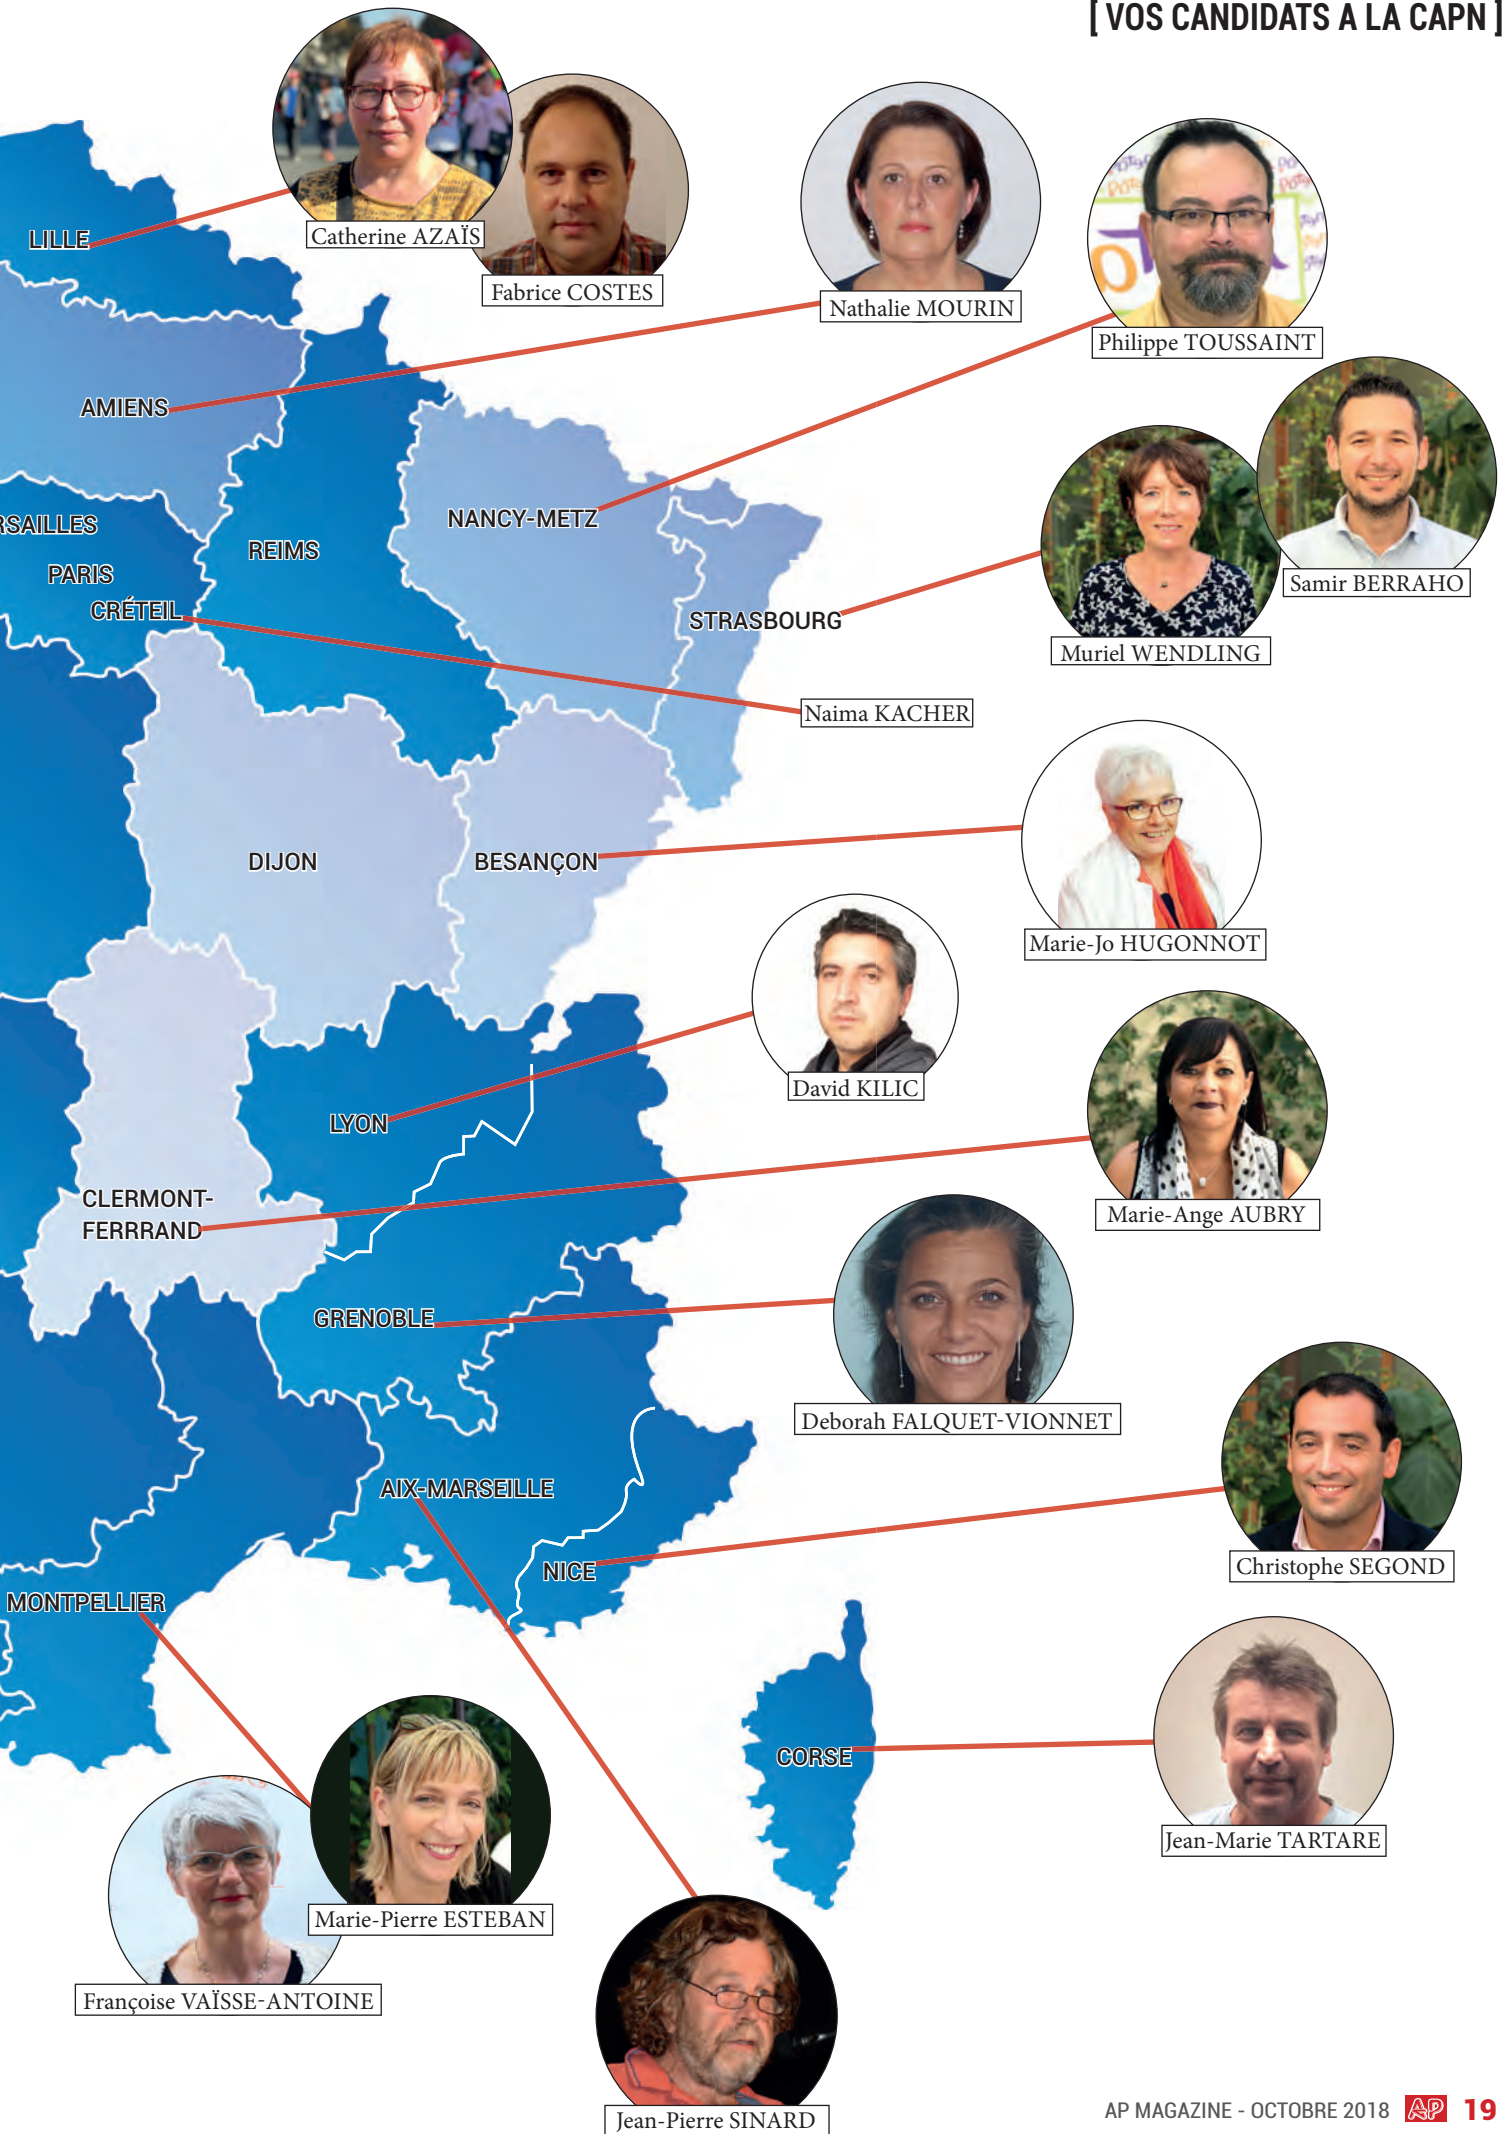 [ VOS CANDIDATS A LA CAPN ]
LILLE
Catherine AZAÏS
Fabrice COSTES
Nathalie MOURIN
Philippe TOUSSAINT
AMIENS
NANCY-METZ
RSAILLES
REIMS
PARIS
CRÉTEIL
Samir BERRAHO
STRASBOURG
Muriel WENDLING
Naima KACHER
DIJON
BESANÇON
Marie-Jo HUGONNOT
David KILIC
LYON
CLERMONT-
FERRRAND
Marie-Ange AUBRY
GRENOBLE
Deborah FALQUET-VIONNET
AIX-MARSEILLE
NICE
Christophe SEGOND
MONTPELLIER
CORSE
Jean-Marie TARTARE
Marie-Pierre ESTEBAN
Françoise VAÏSSE-ANTOINE
Jean-Pierre SINARD
AP MAGAZINE - OCTOBRE 2018 AP 19